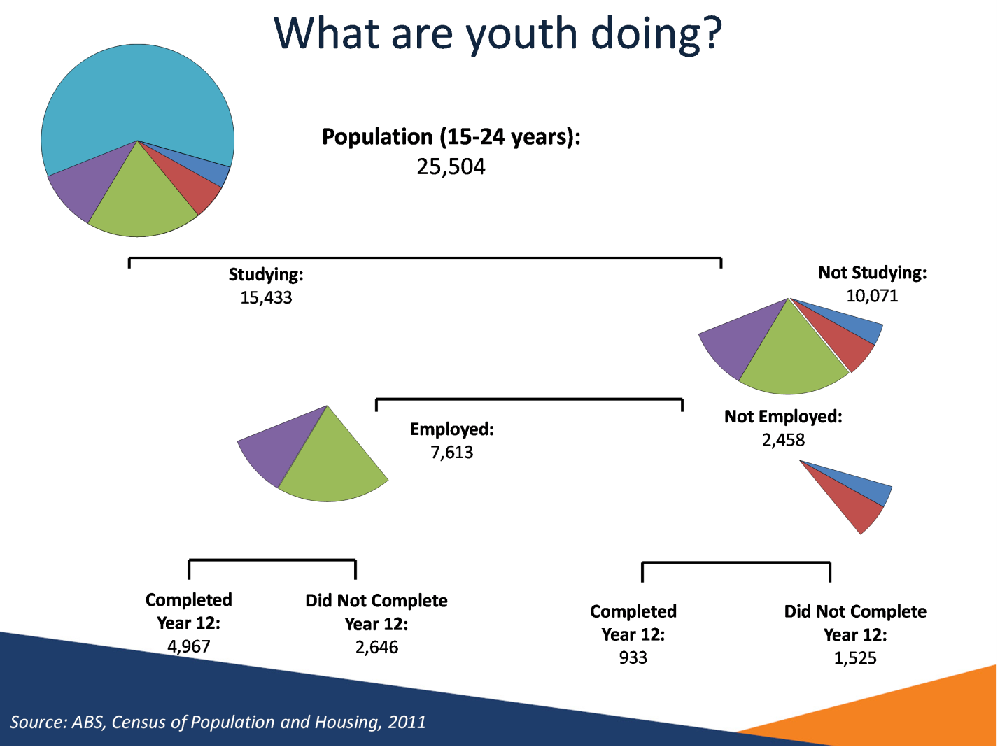 What are youth doing?
Population (15-24 years):
25,504
Studying:
15,433
Not Studying:
10,071
Employed:
7,613
Not Employed:
2,458
Completed
Year 12:
4,967
Did Not Complete
Year 12:
2,646
Completed
Year 12:
933
Did Not Complete
Year 12:
1,525
Source: ABS, Census of Population and Housing, 2011